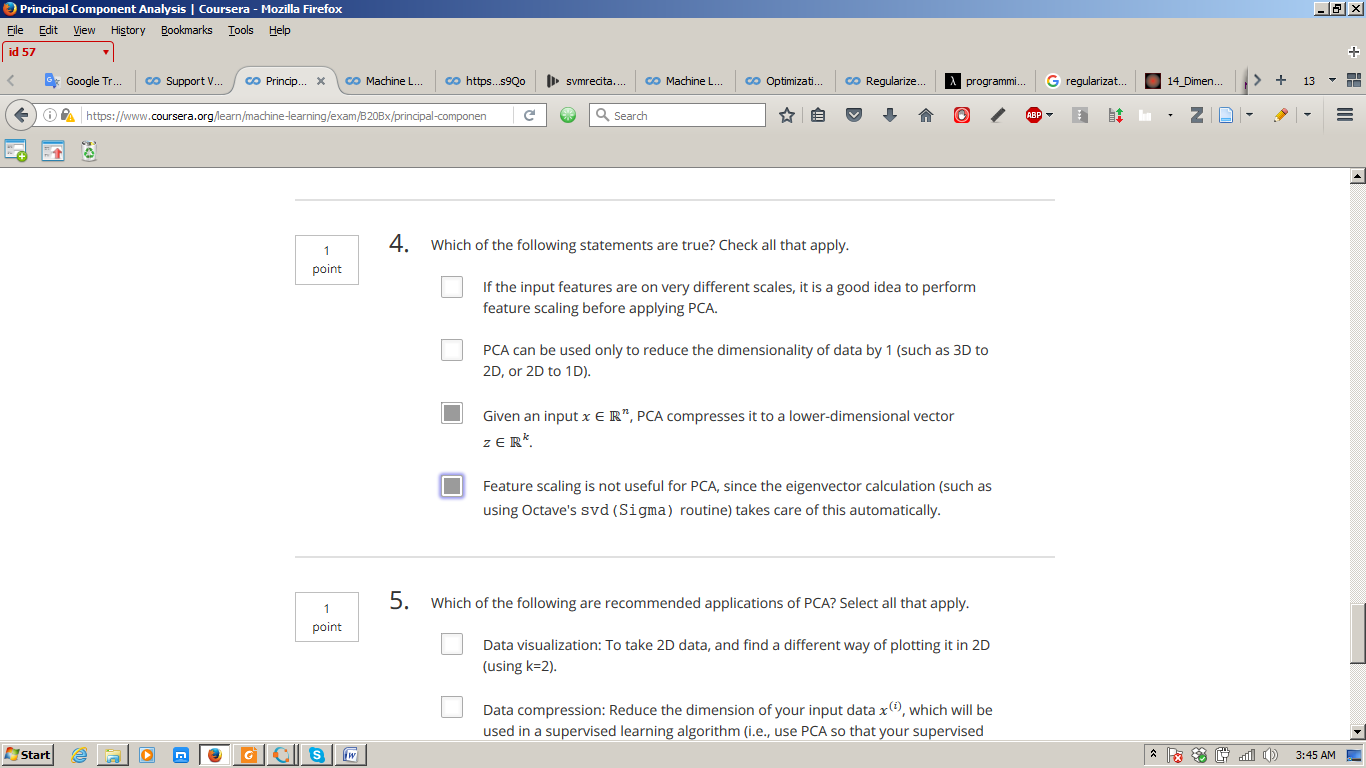 Principal Component Analysis | Coursera - Mozilla Firefox
File Edit View History Bookmarks Tools Help
id 57
Google Tr... Support V... Princip... Machine L... https...s9Qo svmrecita.... Machine L... Optimizati... Regularize... programmi... regularizat... 14_Dimen... 13
https://www.coursera.org/learn/machine-learning/exam/B20Bx/principal-componen
Search
ABP
Z
1
point
4. Which of the following statements are true? Check all that apply.
If the input features are on very different scales, it is a good idea to perform
feature scaling before applying PCA.
PCA can be used only to reduce the dimensionality of data by 1 (such as 3D to
2D, or 2D to 1D).
Given an input x ∈ ℝⁿ, PCA compresses it to a lower-dimensional vector
z ∈ ℝᵏ.
Feature scaling is not useful for PCA, since the eigenvector calculation (such as
using Octave's svd(Sigma) routine) takes care of this automatically.
1
point
5. Which of the following are recommended applications of PCA? Select all that apply.
Data visualization: To take 2D data, and find a different way of plotting it in 2D
(using k=2).
Data compression: Reduce the dimension of your input data x⁽ⁱ⁾, which will be
used in a supervised learning algorithm (i.e., use PCA so that your supervised
Start
3:45 AM